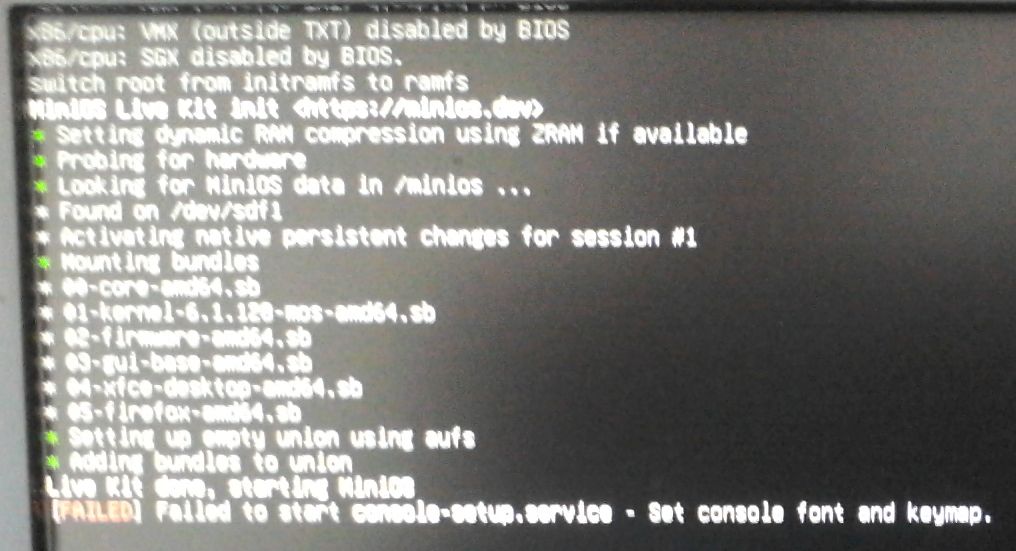 x86/cpu: VMX (outside TXT) disabled by BIOS
x86/cpu: SGX disabled by BIOS.
Switch root from initramfs to ramfs
MiniOS Live Kit init <https://minios.dev>
* Setting dynamic RAM compression using ZRAM if available
* Probing for hardware
* Looking for MiniOS data in /minios ...
* Found on /dev/sdf1
* Activating native persistent changes for session #1
* Mounting bundles
* 00-core-amd64.sb
* 01-kernel-6.1.128-mos-amd64.sb
* 02-firmware-amd64.sb
* 03-gui-base-amd64.sb
* 04-xfce-desktop-amd64.sb
* 05-firefox-amd64.sb
* Setting up empty union using aufs
* Adding bundles to union
Live Kit done, starting MiniOS
[FAILED] Failed to start console-setup.service - Set console font and keymap.